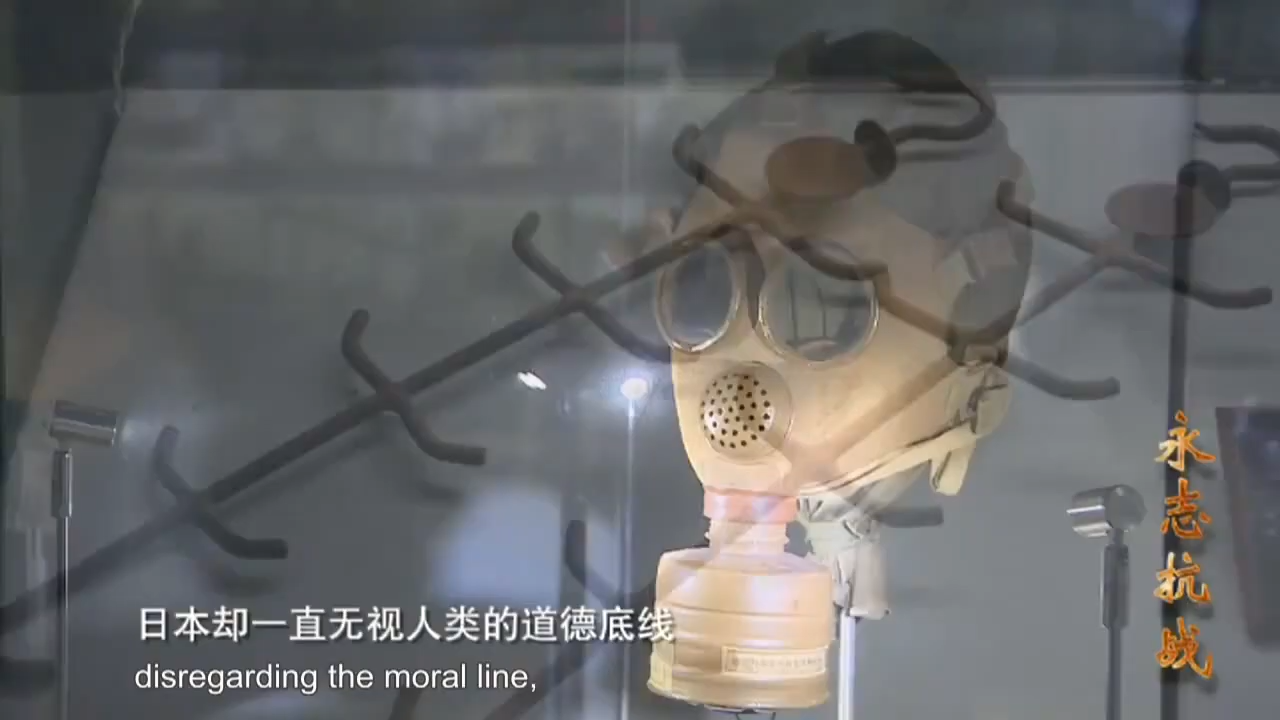 日本却一直无视人类的道德底线
disregarding the moral line,
永志抗战